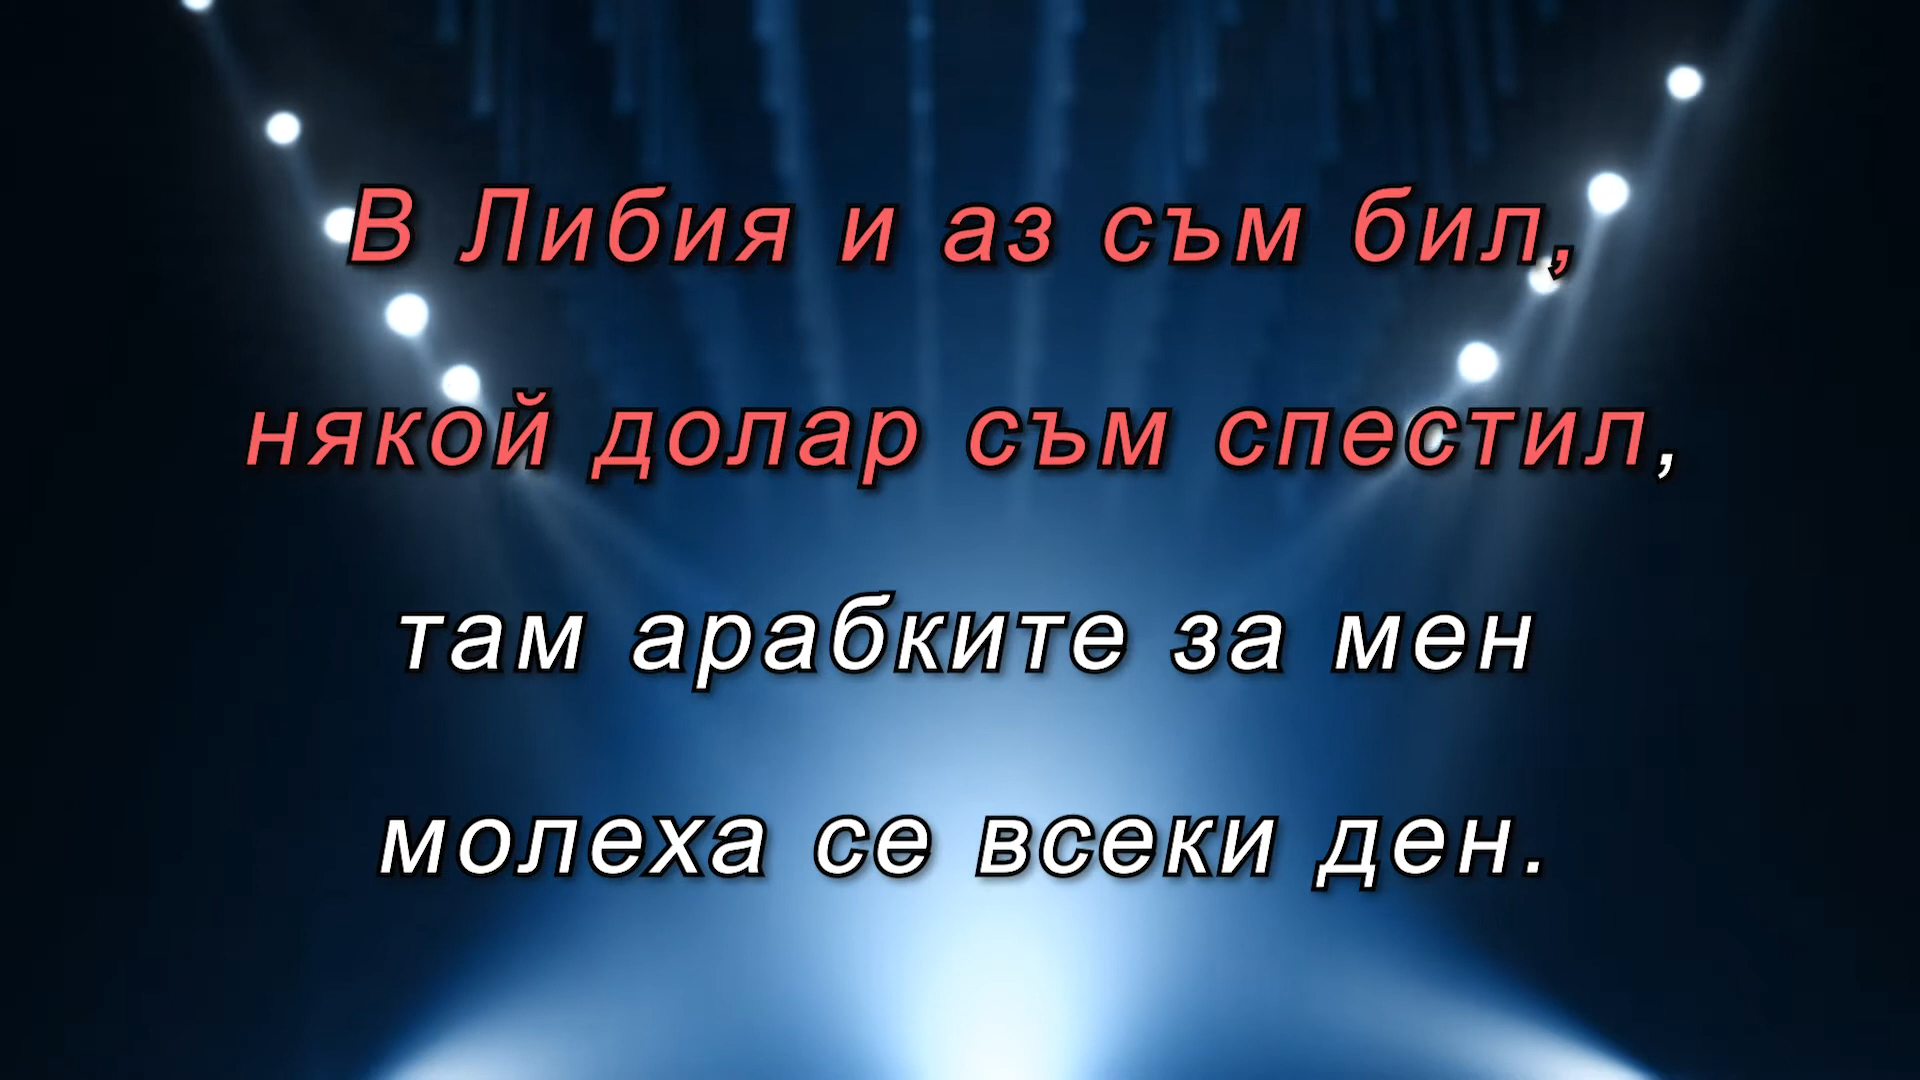 В Либия и аз съм бил,
някой долар съм спестил,
там арабките за мен
молеха се всеки ден.